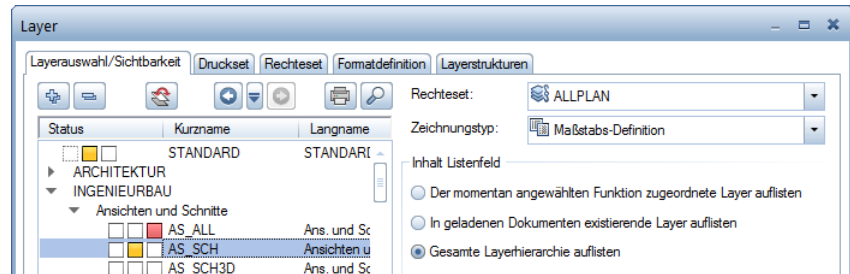 Layer
Layerauswahl/Sichtbarkeit Druckset Rechteset Formatdefinition Layerstrukturen
Rechteset: ALLPLAN
Status Kurzname Langname
Zeichnungstyp: Maßstabs-Definition
STANDARD STANDARD
ARCHITEKTUR
Inhalt Listenfeld
INGENIEURBAU
Der momentan angewählten Funktion zugeordnete Layer auflisten
Ansichten und Schnitte
In geladenen Dokumenten existierende Layer auflisten
AS_ALL Ans. und Sc
AS_SCH Ansichten u
Gesamte Layerhierarchie auflisten
AS_SCH3D Ans. und Sc